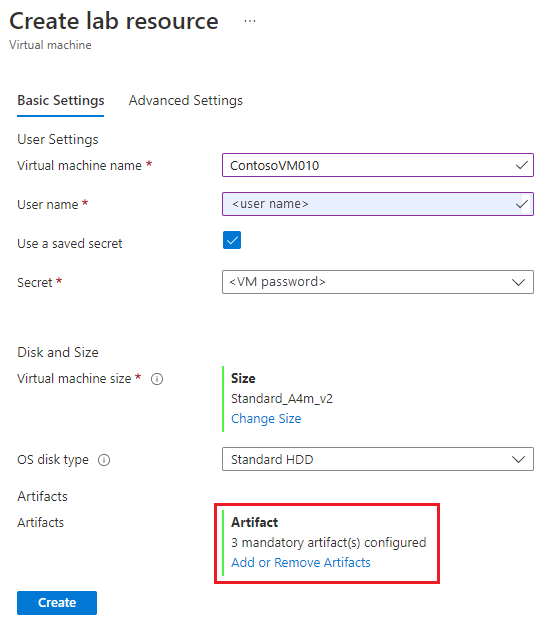 Create lab resource ...
Virtual machine
Basic Settings Advanced Settings
User Settings
Virtual machine name * ContosoVM010
User name * <user name>
Use a saved secret
Secret * <VM password>
Disk and Size
Virtual machine size * Size
Standard_A4m_v2
Change Size
OS disk type Standard HDD
Artifacts
Artifacts Artifact
3 mandatory artifact(s) configured
Add or Remove Artifacts
Create